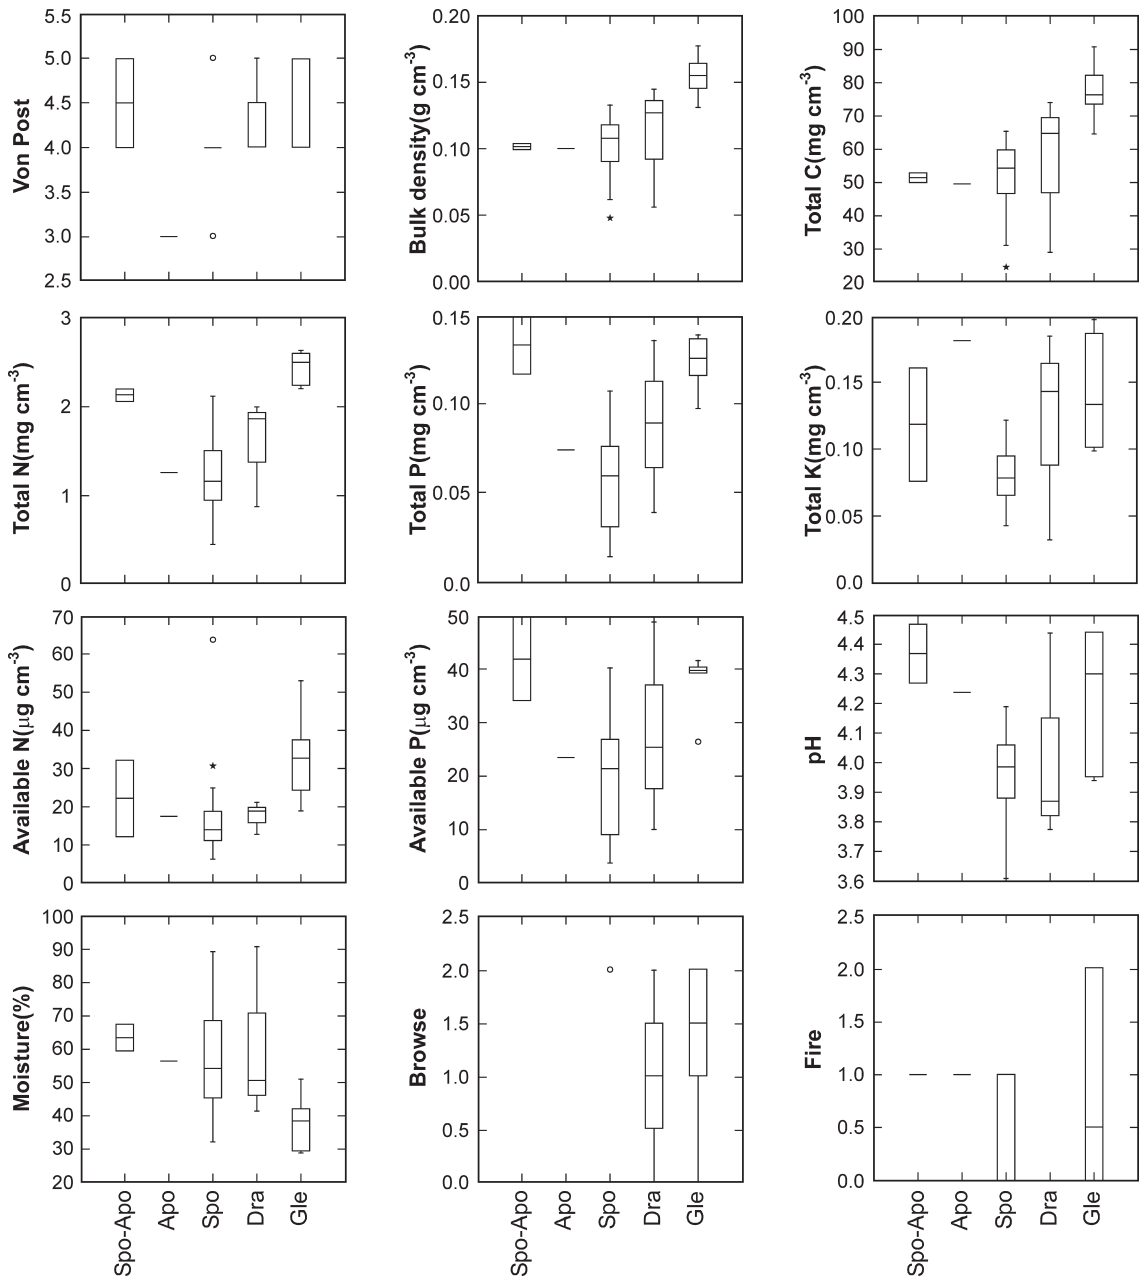 Von Post
5.5
5.0
4.5
4.0
3.5
3.0
2.5
Bulk density(g cm-3)
0.20
0.15
0.10
0.05
0.00
Total C(mg cm-3)
100
90
80
70
60
50
40
30
20
Total N(mg cm-3)
3
2
1
0
Total P(mg cm-3)
0.15
0.10
0.05
0.0
Total K(mg cm-3)
0.20
0.15
0.10
0.05
0.0
Available N(μg cm-3)
70
60
50
40
30
20
10
0
Available P(μg cm-3)
50
40
30
20
10
0
pH
4.5
4.4
4.3
4.2
4.1
4.0
3.9
3.8
3.7
3.6
Moisture(%)
100
90
80
70
60
50
40
30
20
Spo-Apo
Apo
Spo
Dra
Gle
Browse
2.5
2.0
1.5
1.0
0.5
0.0
Spo-Apo
Apo
Spo
Dra
Gle
Fire
2.5
2.0
1.5
1.0
0.5
0.0
Spo-Apo
Apo
Spo
Dra
Gle